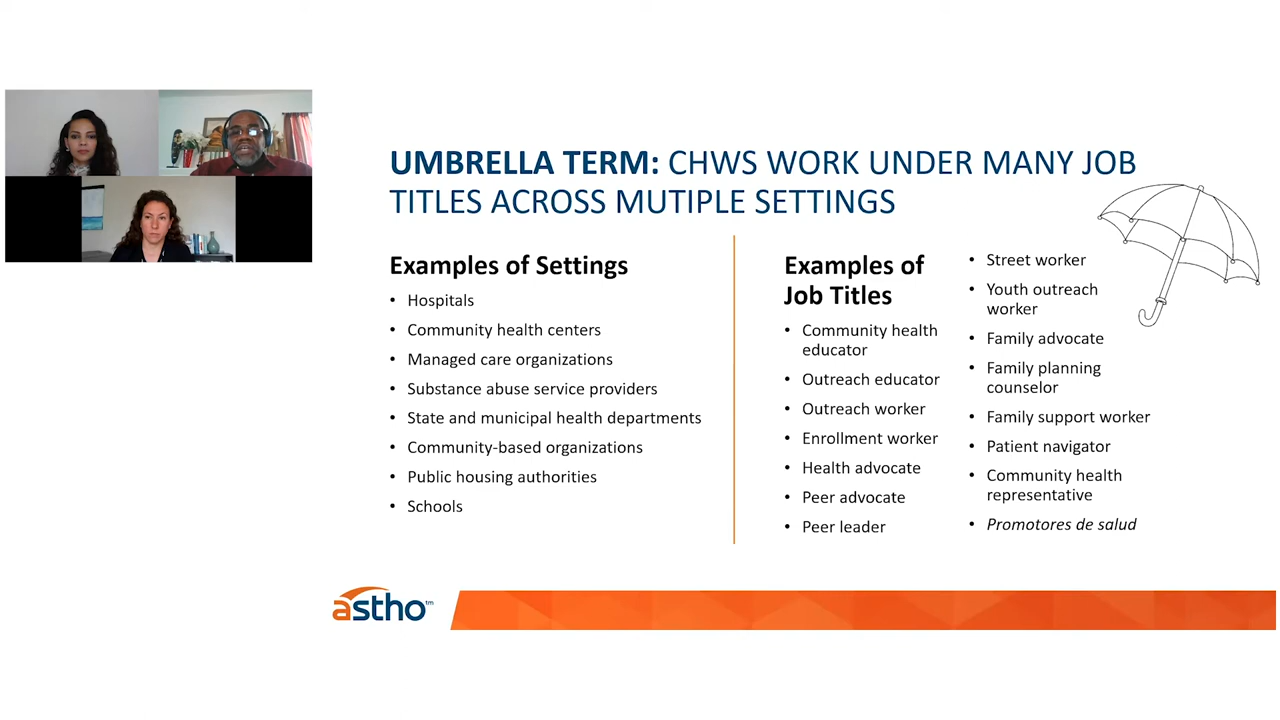 UMBRELLA TERM: CHWS WORK UNDER MANY JOB
TITLES ACROSS MUTIPLE SETTINGS
Examples of Settings
• Hospitals
• Community health centers
• Managed care organizations
• Substance abuse service providers
• State and municipal health departments
• Community-based organizations
• Public housing authorities
• Schools
Examples of
Job Titles
• Community health
educator
• Outreach educator
• Outreach worker
• Enrollment worker
• Health advocate
• Peer advocate
• Peer leader
• Street worker
• Youth outreach
worker
• Family advocate
• Family planning
counselor
• Family support worker
• Patient navigator
• Community health
representative
• Promotores de salud
astho™